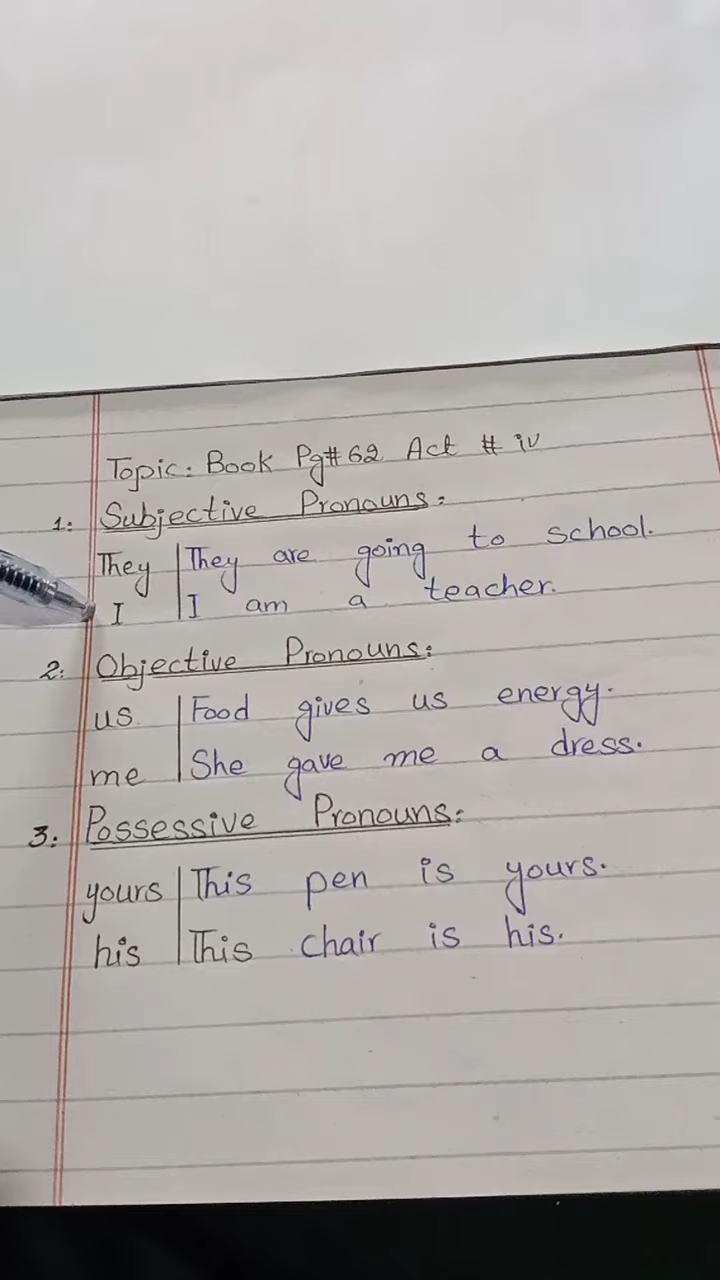 Topic: Book Pg# 62 Act # iv
1: Subjective Pronouns:
They | They are going to school.
I | I am a teacher.
2: Objective Pronouns:
us | Food gives us energy.
me | She gave me a dress.
3: Possessive Pronouns:
yours | This pen is yours.
his | This chair is his.